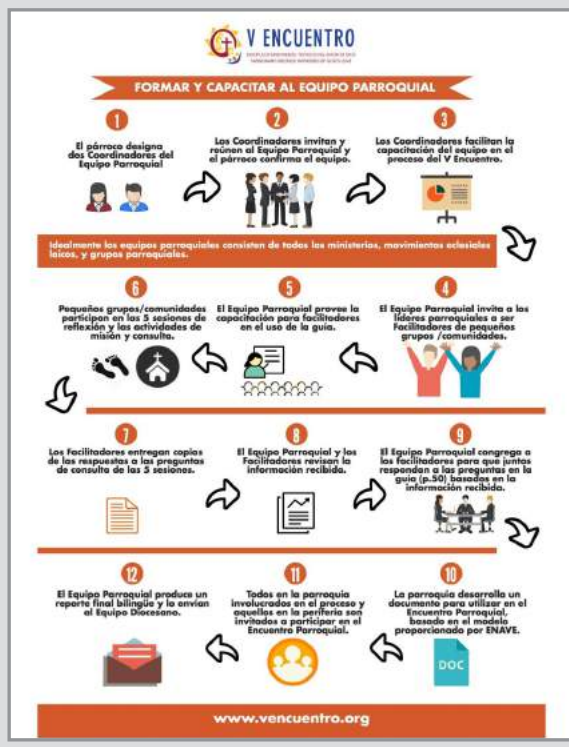 V ENCUENTRO
FORMAR Y CAPACITAR AL EQUIPO PARROQUIAL
1
El párroco designa
dos Coordinadores del
Equipo Parroquial
2
Los Coordinadores invitan y
reúnen al Equipo Parroquial y
el párroco confirma el equipo.
3
Los Coordinadores facilitan la
capacitación del equipo en el
proceso del V Encuentro.
Idealmente los equipos parroquiales consisten de todos los ministerios, movimientos eclesiales
laicos, y grupos parroquiales.
6
Pequeños grupos/comunidades
participan en las 5 sesiones de
reflexión y las actividades de
misión y consulta.
5
El Equipo Parroquial provee la
capacitación para facilitadores
en el uso de la guía.
4
El Equipo Parroquial invita a los
líderes parroquiales a ser
Facilitadores de pequeños
grupos /comunidades.
7
Los Facilitadores entregan copias
de las respuestas a las preguntas
de consulta de las 5 sesiones.
8
El Equipo Parroquial y los
Facilitadores revisan la
información recibida.
9
El Equipo Parroquial congrega a
los facilitadores para que juntos
respondan a las preguntas en la
guía (p.50) basados en la
información recibida.
12
El Equipo Parroquial produce un
reporte final bilingüe y lo envían
al Equipo Diocesano.
11
Todos en la parroquia
involucrados en el proceso y
aquellos en la periferia son
invitados a participar en el
Encuentro Parroquial.
10
La parroquia desarrolla un
documento para utilizar en el
Encuentro Parroquial,
basado en el modelo
proporcionado por ENAVE.
DOC
www.vencuentro.org